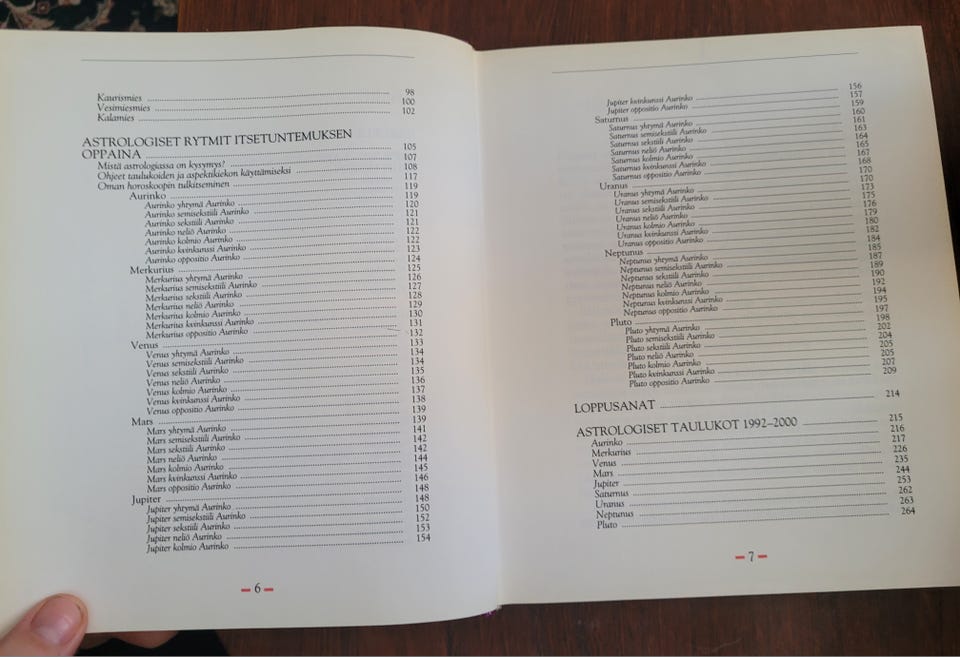 Kaurismies 98
Vesimiesmies 100
Kalamies 102
ASTROLOGISET RYTMIT ITSETUNTEMUKSEN
OPPAINA 105
Mistä astrologiassa on kysymys? 107
Ohjeet taulukoiden ja aspektikiekon käyttämiseksi 108
Oman horoskoopin tulkitseminen 117
Aurinko 119
Aurinko yhtymä Aurinko 119
Aurinko semisekstiili Aurinko 120
Aurinko sekstiili Aurinko 121
Aurinko neliö Aurinko 121
Aurinko kolmio Aurinko 122
Aurinko kvinkunssi Aurinko 122
Aurinko oppositio Aurinko 123
Merkurius 124
Merkurius yhtymä Aurinko 125
Merkurius semisekstiili Aurinko 126
Merkurius sekstiili Aurinko 127
Merkurius neliö Aurinko 128
Merkurius kolmio Aurinko 129
Merkurius kvinkunssi Aurinko 130
Merkurius oppositio Aurinko 131
Venus 132
Venus yhtymä Aurinko 133
Venus semisekstiili Aurinko 134
Venus sekstiili Aurinko 134
Venus neliö Aurinko 135
Venus kolmio Aurinko 136
Venus kvinkunssi Aurinko 137
Venus oppositio Aurinko 138
Mars 139
Mars yhtymä Aurinko 139
Mars semisekstiili Aurinko 141
Mars sekstiili Aurinko 142
Mars neliö Aurinko 142
Mars kolmio Aurinko 144
Mars kvinkunssi Aurinko 145
Mars oppositio Aurinko 146
Jupiter 148
Jupiter yhtymä Aurinko 148
Jupiter semisekstiili Aurinko 150
Jupiter sekstiili Aurinko 152
Jupiter neliö Aurinko 153
Jupiter kolmio Aurinko 154
6
Jupiter kvinkunssi Aurinko 156
Jupiter oppositio Aurinko 157
Saturnus 159
Saturnus yhtymä Aurinko 160
Saturnus semisekstiili Aurinko 161
Saturnus sekstiili Aurinko 163
Saturnus neliö Aurinko 164
Saturnus kolmio Aurinko 165
Saturnus kvinkunssi Aurinko 167
Saturnus oppositio Aurinko 168
Uranus 170
Uranus yhtymä Aurinko 170
Uranus semisekstiili Aurinko 173
Uranus sekstiili Aurinko 175
Uranus neliö Aurinko 176
Uranus kolmio Aurinko 179
Uranus kvinkunssi Aurinko 180
Uranus oppositio Aurinko 182
Neptunus 184
Neptunus yhtymä Aurinko 185
Neptunus semisekstiili Aurinko 187
Neptunus sekstiili Aurinko 189
Neptunus neliö Aurinko 190
Neptunus kolmio Aurinko 192
Neptunus kvinkunssi Aurinko 194
Neptunus oppositio Aurinko 195
Pluto 197
Pluto yhtymä Aurinko 198
Pluto semisekstiili Aurinko 202
Pluto sekstiili Aurinko 204
Pluto neliö Aurinko 205
Pluto kolmio Aurinko 205
Pluto kvinkunssi Aurinko 207
Pluto oppositio Aurinko 209
LOPPUSANAT 214
ASTROLOGISET TAULUKOT 1992–2000 215
Aurinko 216
Merkurius 217
Venus 226
Mars 235
Jupiter 244
Saturnus 253
Uranus 262
Neptunus 263
Pluto 264
7